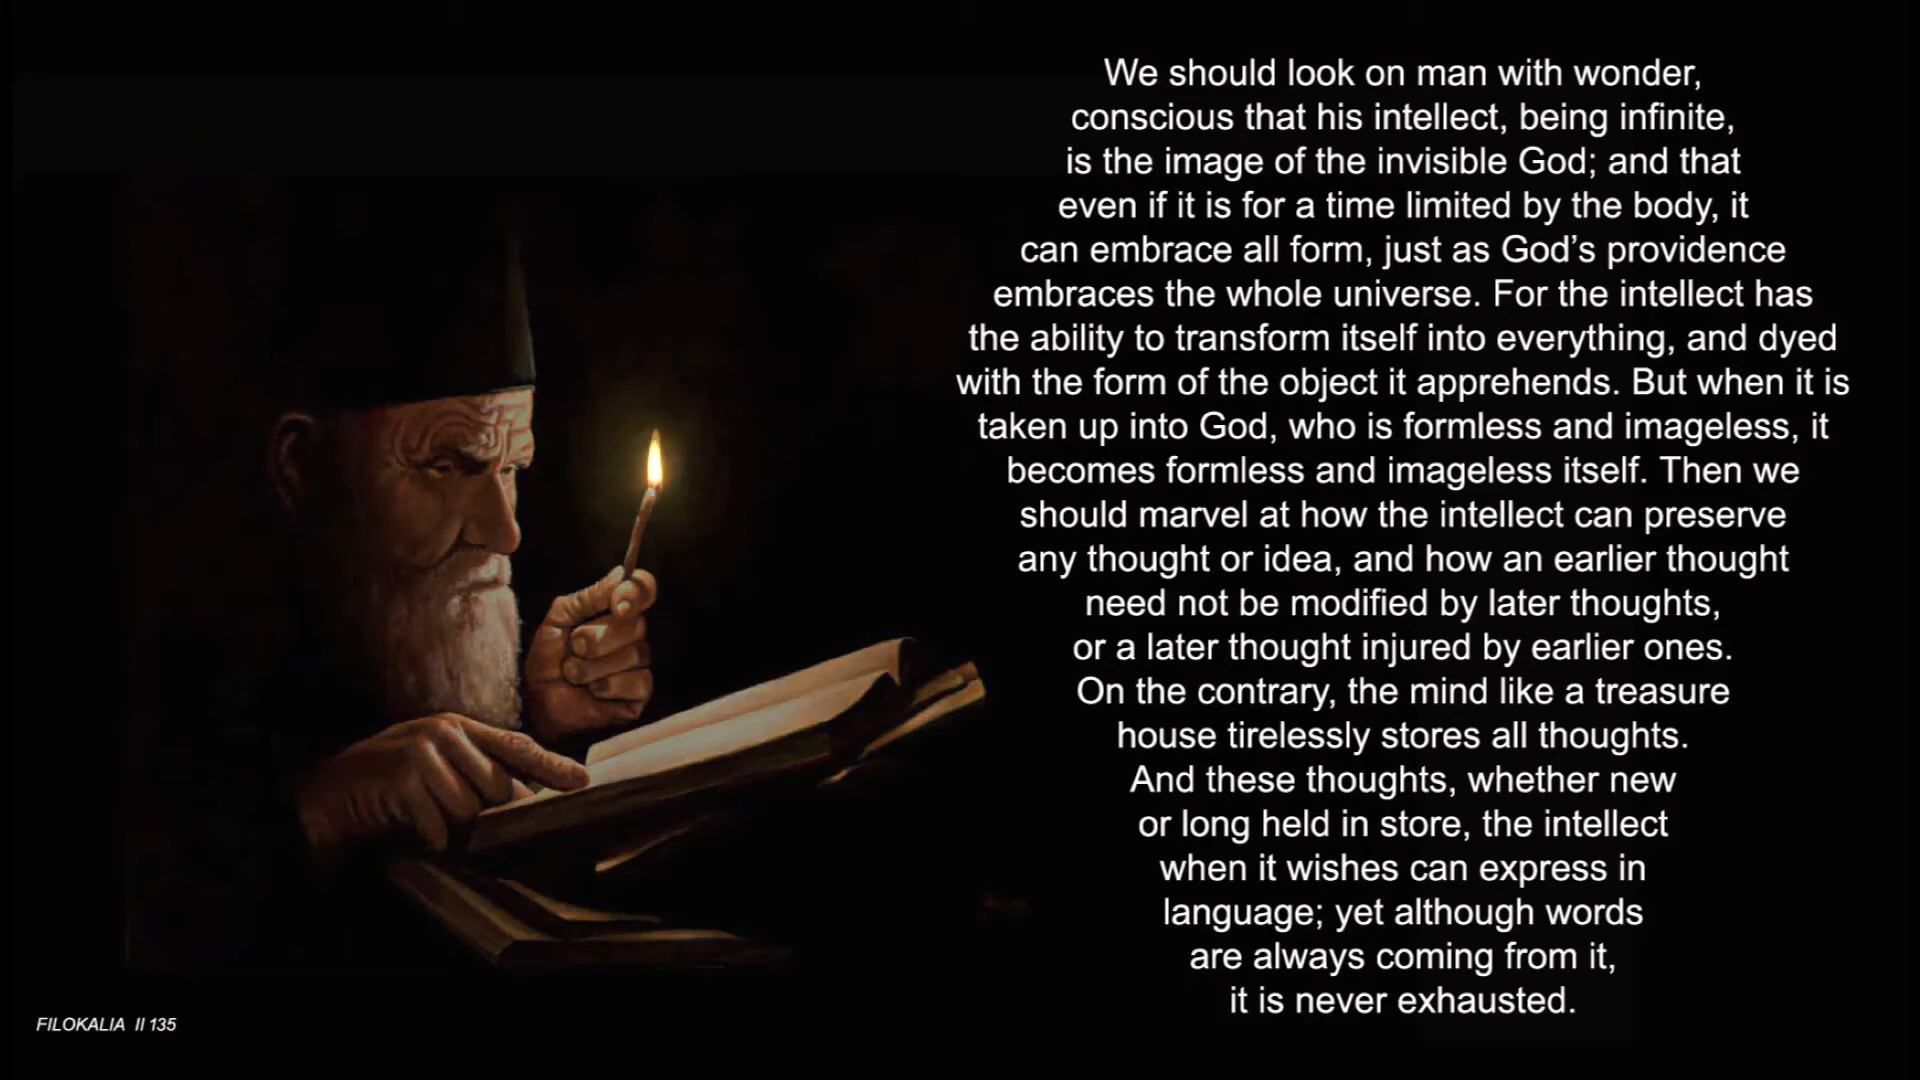 We should look on man with wonder,
conscious that his intellect, being infinite,
is the image of the invisible God; and that
even if it is for a time limited by the body, it
can embrace all form, just as God’s providence
embraces the whole universe. For the intellect has
the ability to transform itself into everything, and dyed
with the form of the object it apprehends. But when it is
taken up into God, who is formless and imageless, it
becomes formless and imageless itself. Then we
should marvel at how the intellect can preserve
any thought or idea, and how an earlier thought
need not be modified by later thoughts,
or a later thought injured by earlier ones.
On the contrary, the mind like a treasure
house tirelessly stores all thoughts.
And these thoughts, whether new
or long held in store, the intellect
when it wishes can express in
language; yet although words
are always coming from it,
it is never exhausted.
FILOKALIA II 135